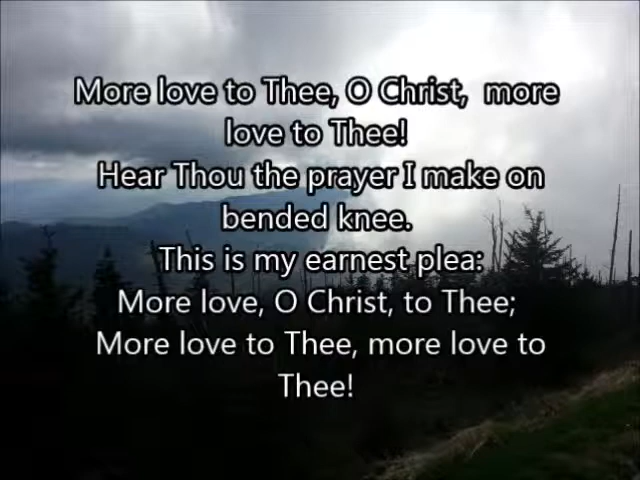 More love to Thee, O Christ,  more
love to Thee!
Hear Thou the prayer I make on
bended knee.
This is my earnest plea:
More love, O Christ, to Thee;
More love to Thee, more love to
Thee!